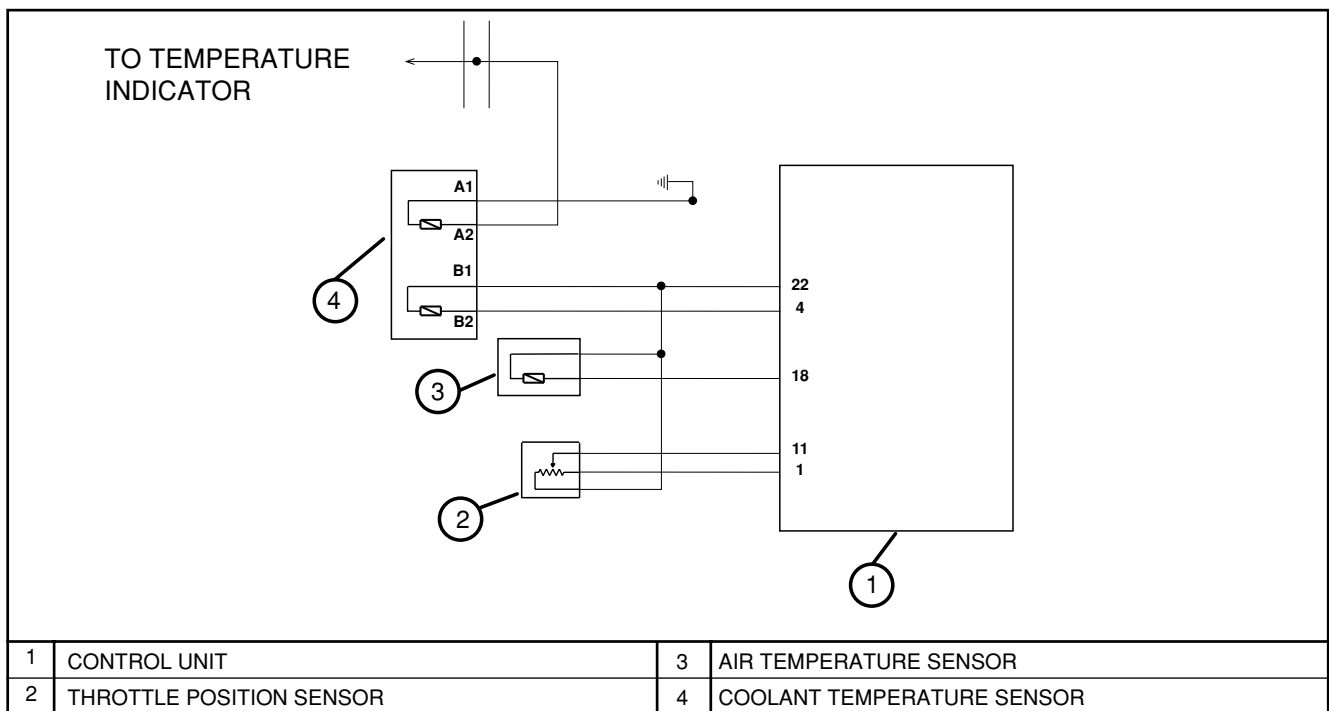 TO TEMPERATURE
INDICATOR
A1
A2
B1
B2
22
4
18
11
1
4
3
2
1
1 CONTROL UNIT 3 AIR TEMPERATURE SENSOR
2 THROTTLE POSITION SENSOR 4 COOLANT TEMPERATURE SENSOR